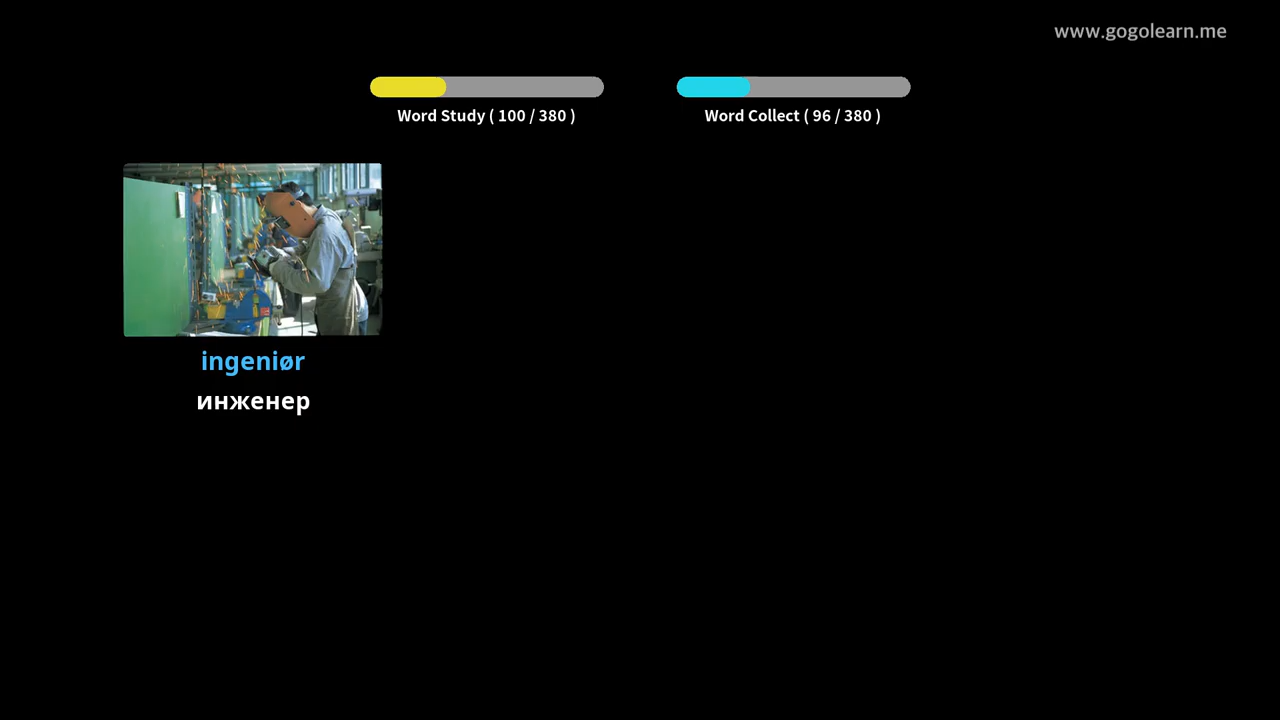 www.gogolearn.me
Word Study ( 100 / 380 )
Word Collect ( 96 / 380 )
ingeniør
инженер